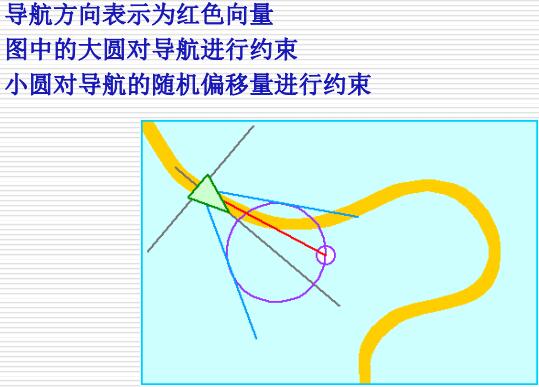 导航方向表示为红色向量
图中的大圆对导航进行约束
小圆对导航的随机偏移量进行约束